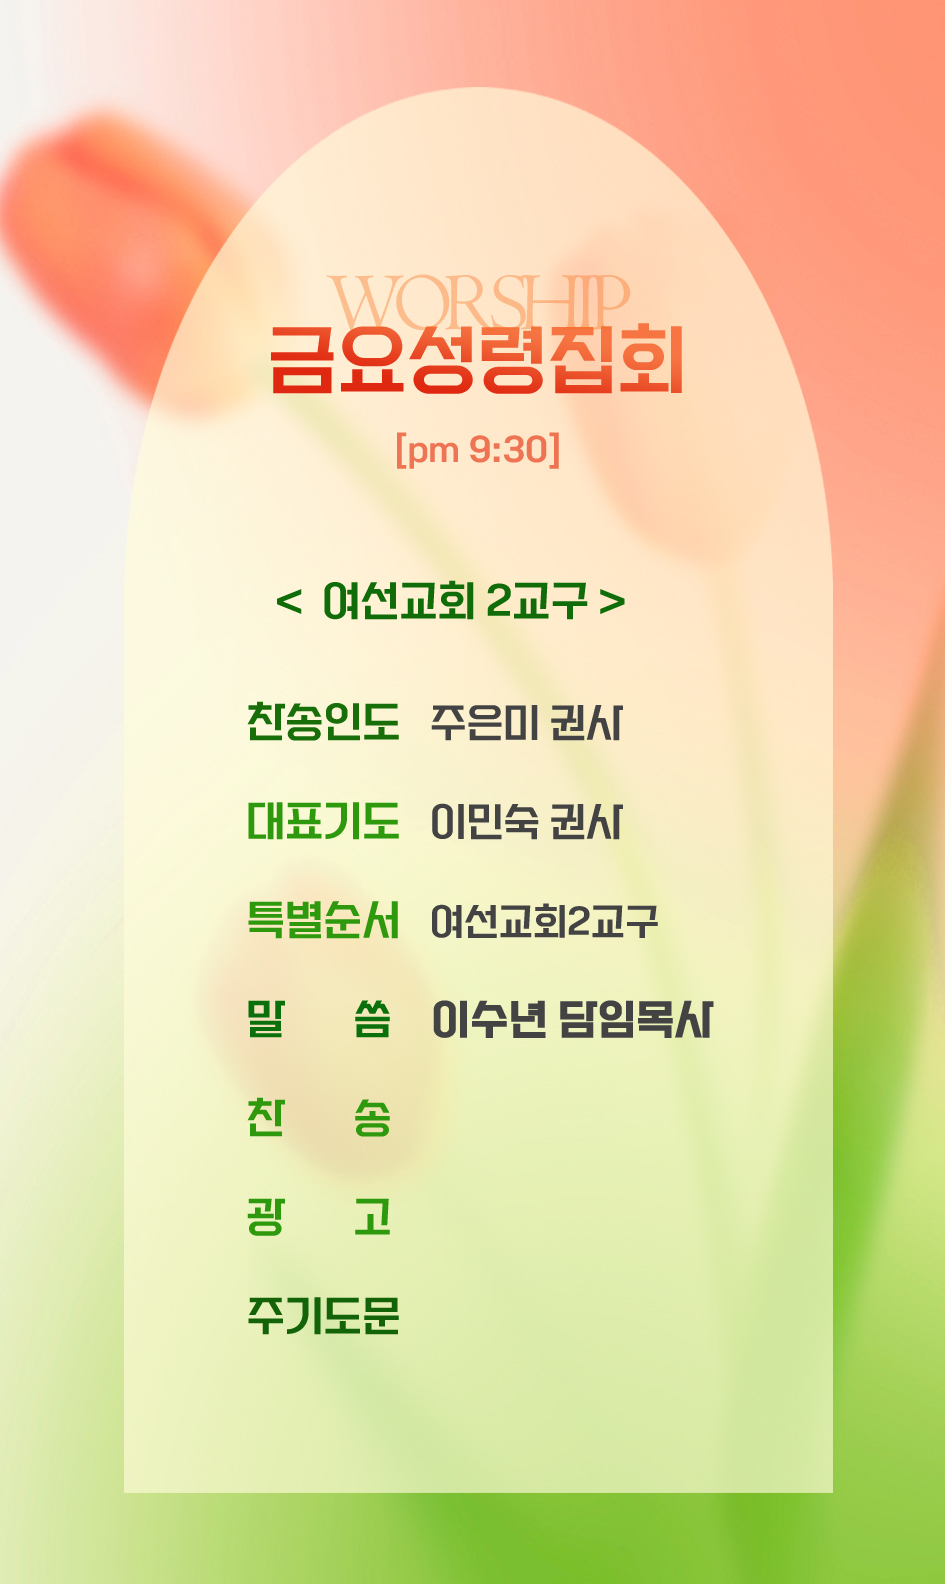 WORSHIP
금요성령집회
[pm 9:30]
< 여선교회 2교구 >
찬송인도 주은미 권사
대표기도 이민숙 권사
특별순서 여선교회2교구
말 씀 이수년 담임목사
찬 송
광 고
주기도문